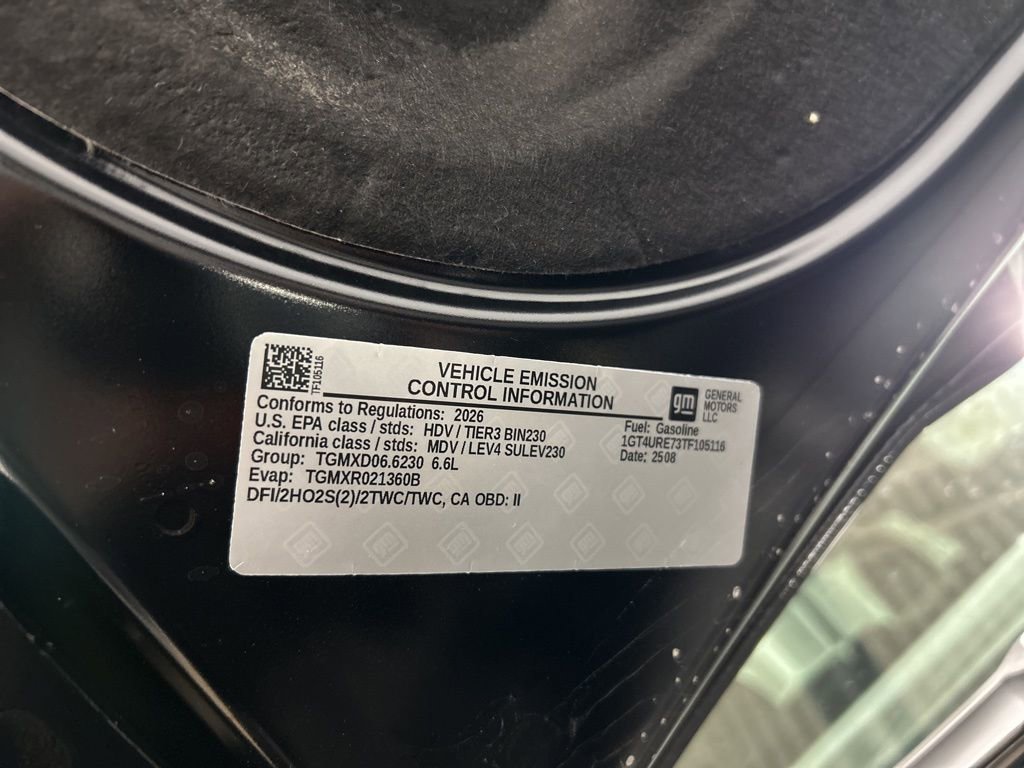 TF105116
VEHICLE EMISSION
CONTROL INFORMATION
gm
GENERAL
MOTORS
LLC
Conforms to Regulations: 2026
U.S. EPA class / stds: HDV / TIER3 BIN230
California class / stds: MDV / LEV4 SULEV230
Group: TGMXD06.6230 6.6L
Evap: TGMXR021360B
DFI/2HO2S(2)/2TWC/TWC, CA OBD: II
Fuel: Gasoline
1GT4URE73TF105116
Date: 2508